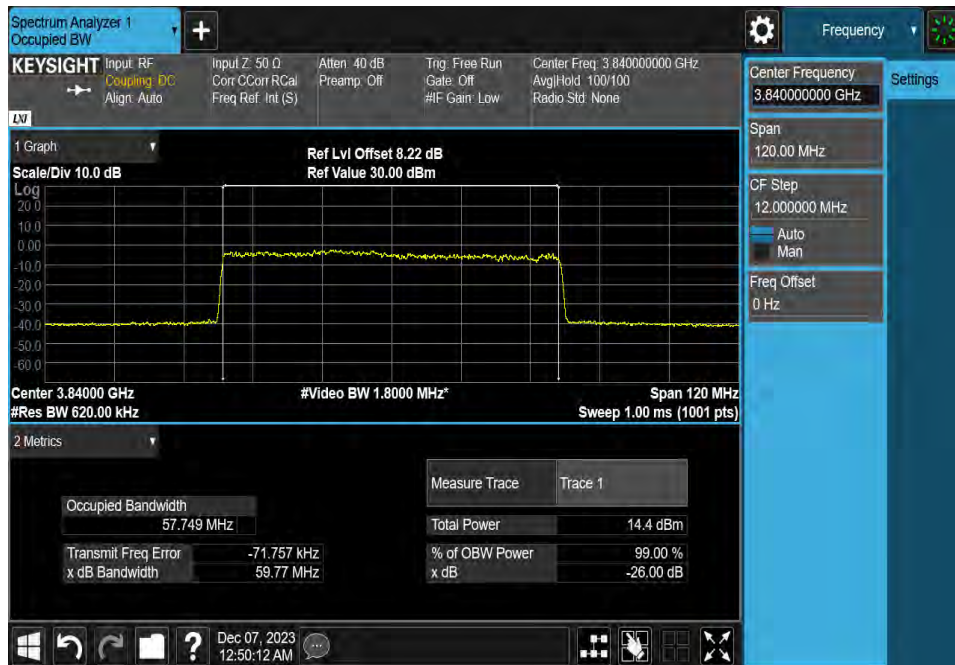 Spectrum Analyzer 1
Occupied BW
Frequency
KEYSIGHT
Input: RF
Coupling: DC
Align: Auto
Input Z: 50 Ω
Corr CCorr RCal
Freq Ref: Int (S)
Atten: 40 dB
Preamp: Off
Trig: Free Run
Gate: Off
#IF Gain: Low
Center Freq: 3.840000000 GHz
Avg|Hold: 100/100
Radio Std: None
LXI
Center Frequency
3.840000000 GHz
Settings
Span
120.00 MHz
CF Step
12.000000 MHz
Auto
Man
Freq Offset
0 Hz
1 Graph
Scale/Div 10.0 dB
Ref Lvl Offset 8.22 dB
Ref Value 30.00 dBm
Log
20.0
10.0
0.00
-10.0
-20.0
-30.0
-40.0
-50.0
-60.0
Center 3.84000 GHz
#Video BW 1.8000 MHz*
Span 120 MHz
#Res BW 620.00 kHz
Sweep 1.00 ms (1001 pts)
2 Metrics
Measure Trace
Trace 1
Occupied Bandwidth
57.749 MHz
Total Power
14.4 dBm
Transmit Freq Error
-71.757 kHz
% of OBW Power
99.00 %
x dB Bandwidth
59.77 MHz
x dB
-26.00 dB
?
Dec 07, 2023
12:50:12 AM